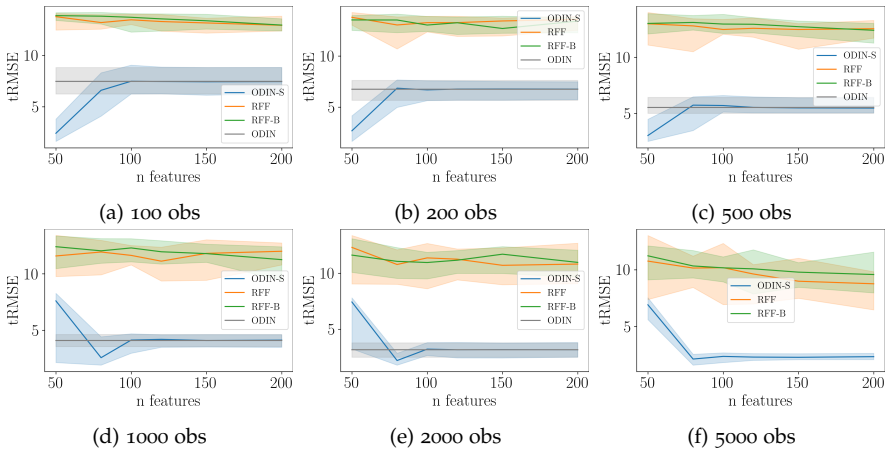 tRMSE
10
5
ODIN-S
RFF
RFF-B
ODIN
50
100
150
200
n features
(a) 100 obs
tRMSE
10
5
ODIN-S
RFF
RFF-B
ODIN
50
100
150
200
n features
(b) 200 obs
tRMSE
10
5
ODIN-S
RFF
RFF-B
ODIN
50
100
150
200
n features
(c) 500 obs
tRMSE
10
5
ODIN-S
RFF
RFF-B
ODIN
50
100
150
200
n features
(d) 1000 obs
tRMSE
10
5
ODIN-S
RFF
RFF-B
ODIN
50
100
150
200
n features
(e) 2000 obs
tRMSE
10
5
ODIN-S
RFF
RFF-B
50
100
150
200
n features
(f) 5000 obs